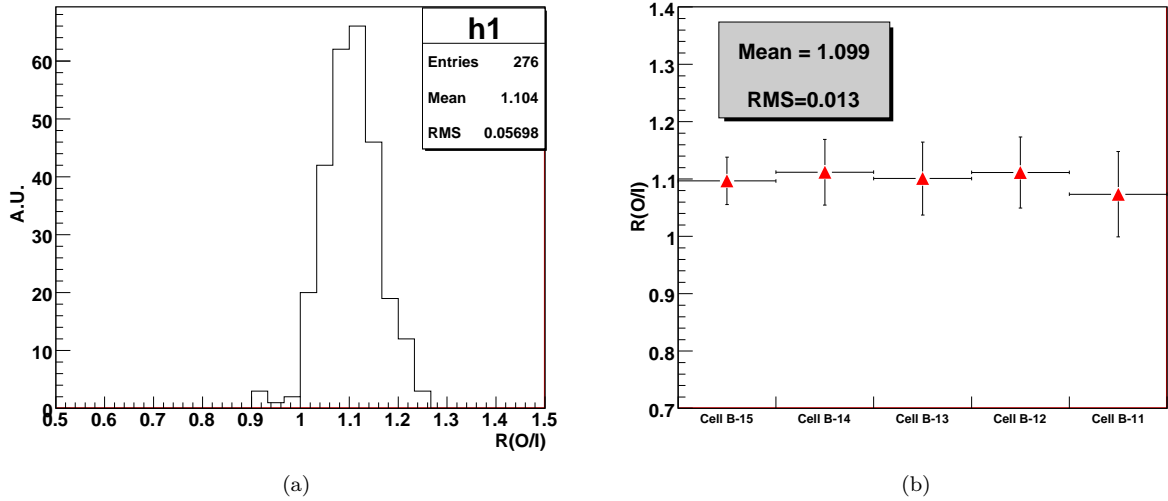 h1
Entries 276
Mean 1.104
RMS 0.05698
A.U.
60
50
40
30
20
10
0
0.5 0.6 0.7 0.8 0.9 1 1.1 1.2 1.3 1.4 1.5
R(O/I)
(a)
Mean = 1.099
RMS=0.013
R(O/I)
1.4
1.3
1.2
1.1
1
0.9
0.8
0.7
Cell B-15 Cell B-14 Cell B-13 Cell B-12 Cell B-11
(b)